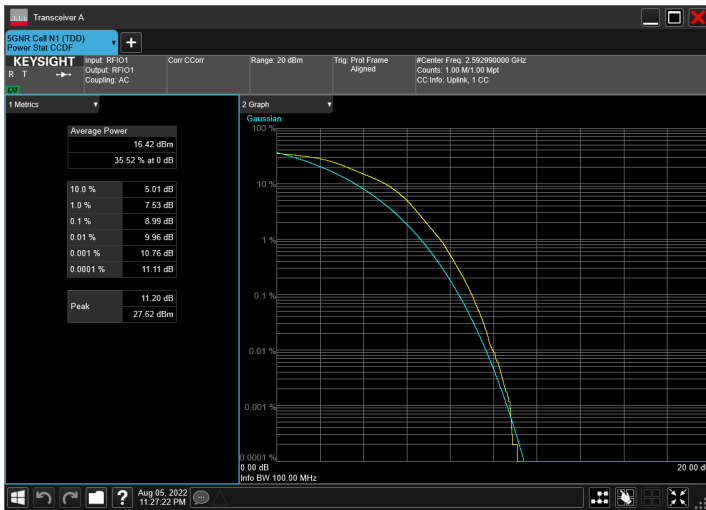 Transceiver A
5GNR Cell N1 (TDD)
Power Stat CCDF
KEYSIGHT
R T
LXI
Input: RFIO1
Output: RFIO1
Coupling: AC
Corr CCorr
Range: 20 dBm
Trig: Prot Frame
Aligned
#Center Freq: 2.592990000 GHz
Counts: 1.00 M/1.00 Mpt
CC Info: Uplink, 1 CC
1 Metrics
Average Power
16.42 dBm
35.52 % at 0 dB
10.0 % 5.01 dB
1.0 % 7.53 dB
0.1 % 8.99 dB
0.01 % 9.96 dB
0.001 % 10.76 dB
0.0001 % 11.11 dB
Peak
11.20 dB
27.62 dBm
2 Graph
Gaussian
100 %
10 %
1 %
0.1 %
0.01 %
0.001 %
0.0001 %
0.00 dB
20.00 d
Info BW 100.00 MHz
?
Aug 05, 2022
11:27:22 PM